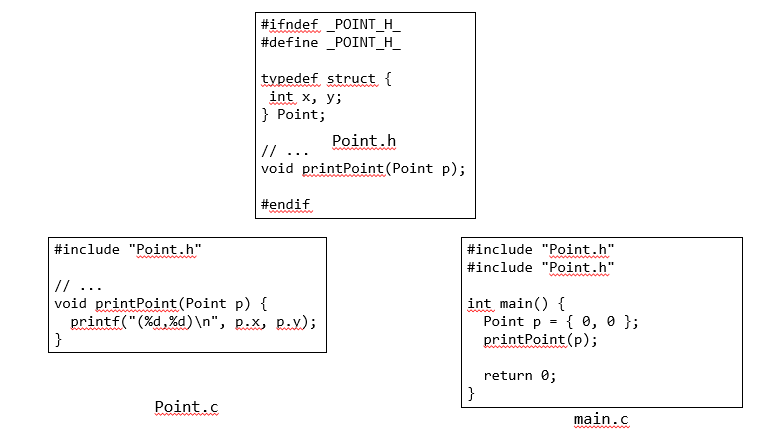 #ifndef _POINT_H_
#define _POINT_H_
typedef struct {
int x, y;
} Point;
Point.h
// ...
void printPoint(Point p);
#endif
#include "Point.h"
// ...
void printPoint(Point p) {
printf("(%d,%d)\n", p.x, p.y);
}
Point.c
#include "Point.h"
#include "Point.h"
int main() {
Point p = { 0, 0 };
printPoint(p);
return 0;
}
main.c